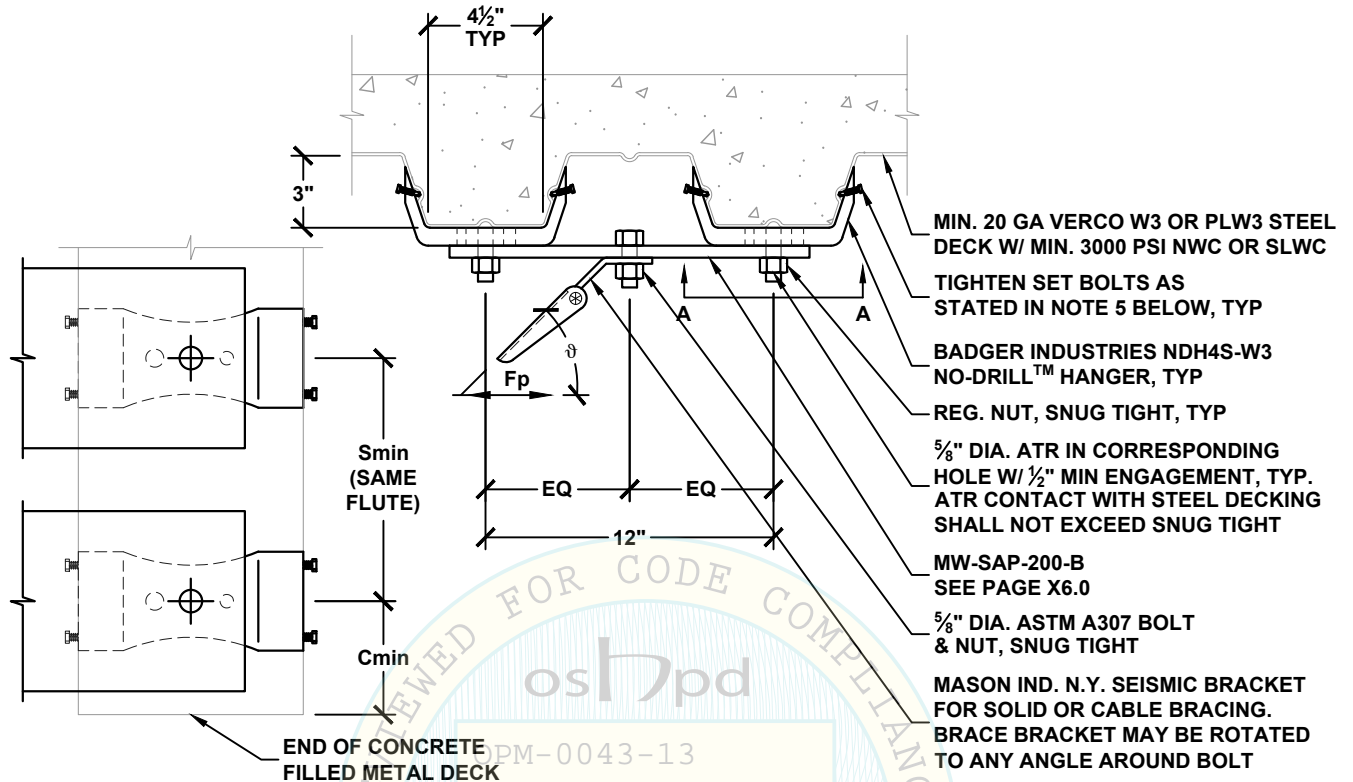 4½"
TYP
3"
MIN. 20 GA VERCO W3 OR PLW3 STEEL
DECK W/ MIN. 3000 PSI NWC OR SLWC
TIGHTEN SET BOLTS AS
STATED IN NOTE 5 BELOW, TYP
BADGER INDUSTRIES NDH4S-W3
NO-DRILL™ HANGER, TYP
REG. NUT, SNUG TIGHT, TYP
⅝" DIA. ATR IN CORRESPONDING
HOLE W/ ½" MIN ENGAGEMENT, TYP.
ATR CONTACT WITH STEEL DECKING
SHALL NOT EXCEED SNUG TIGHT
MW-SAP-200-B
SEE PAGE X6.0
⅝" DIA. ASTM A307 BOLT
& NUT, SNUG TIGHT
MASON IND. N.Y. SEISMIC BRACKET
FOR SOLID OR CABLE BRACING.
BRACE BRACKET MAY BE ROTATED
TO ANY ANGLE AROUND BOLT
A
A
ϑ
Fp
EQ
EQ
12"
Smin
(SAME
FLUTE)
Cmin
END OF CONCRETE
FILLED METAL DECK
FOR CODE
oshpd
OPM-0043-13